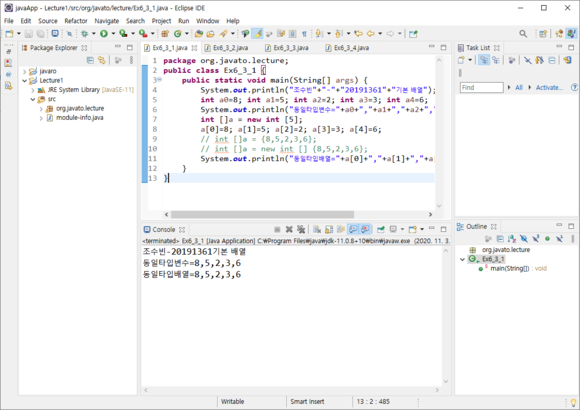 javaApp - Lecture1/src/org/javato/lecture/Ex6_3_1 java - Eclipse IDE
File Edit Source Refactor Navigate Search Project Run Window Help
Package Explorer
javaro
Lecture1
JRE System Library [JavaSE-11]
src
org.javato.lecture
module-info.java
Ex6_3_1 java
Ex6_3_2.java
Ex6_3_3.java
Ex6_3_4.java
1 package org.javato.lecture;
2 public class Ex6_3_1 {
3 public static void main(String[] args) {
4 System.out.println("조수빈"+"-"+"20191361"+"기본 배열");
5 int a0=8; int a1=5; int a2=2; int a3=3; int a4=6;
6 System.out.println("동일타입변수="+a0+","+a1+","+a2+",
7 int []a = new int [5];
8 a[0]=8; a[1]=5; a[2]=2; a[3]=3; a[4]=6;
9 // int []a = {8,5,2,3,6};
10 // int []a = new int [] {8,5,2,3,6};
11 System.out.println("동일타입배열="+a[0]+","+a[1]+","+a
12 }
13 }
Console
<terminated> Ex6_3_1 [Java Application] C:₩Program Files₩java₩jdk-11.0.8+10₩bin₩javaw.exe (2020. 11. 3.
조수빈-20191361기본 배열
동일타입변수=8,5,2,3,6
동일타입배열=8,5,2,3,6
Task List
Find
All
Activate...
Outline
org.javato.lecture
Ex6_3_1
main(String[]) : void
Writable
Smart Insert
13 : 2 : 485